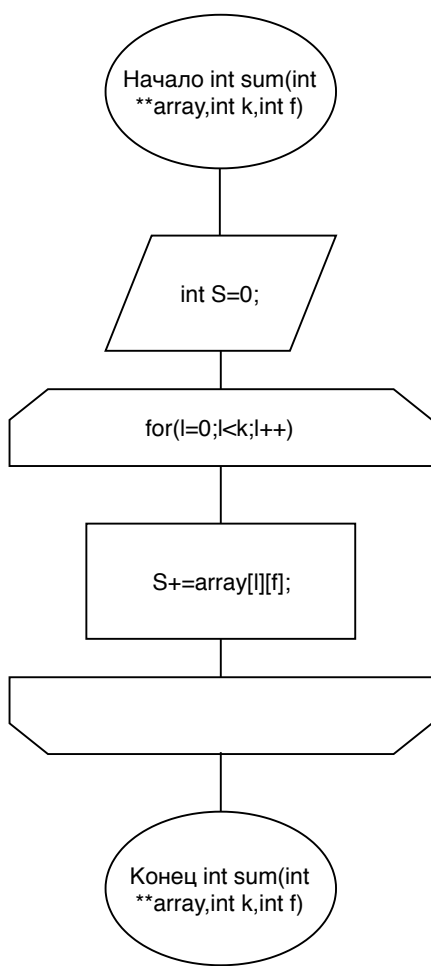 Начало int sum(int
**array,int k,int f)
int S=0;
for(l=0;l<k;l++)
S+=array[l][f];
Конец int sum(int
**array,int k,int f)